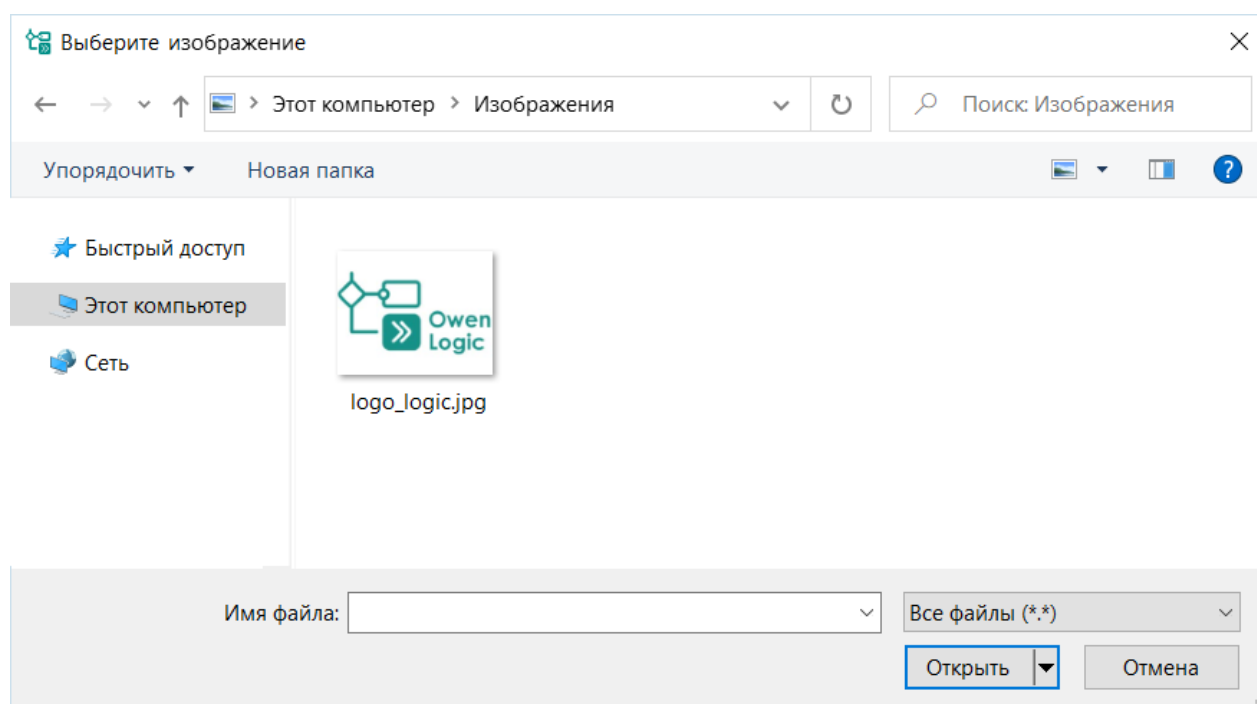 Выберите изображение
Этот компьютер
Изображения
Поиск: Изображения
Упорядочить
Новая папка
?
Быстрый доступ
Этот компьютер
Сеть
Owen
Logic
logo_logic.jpg
Имя файла:
Все файлы (*.*)
Открыть
Отмена